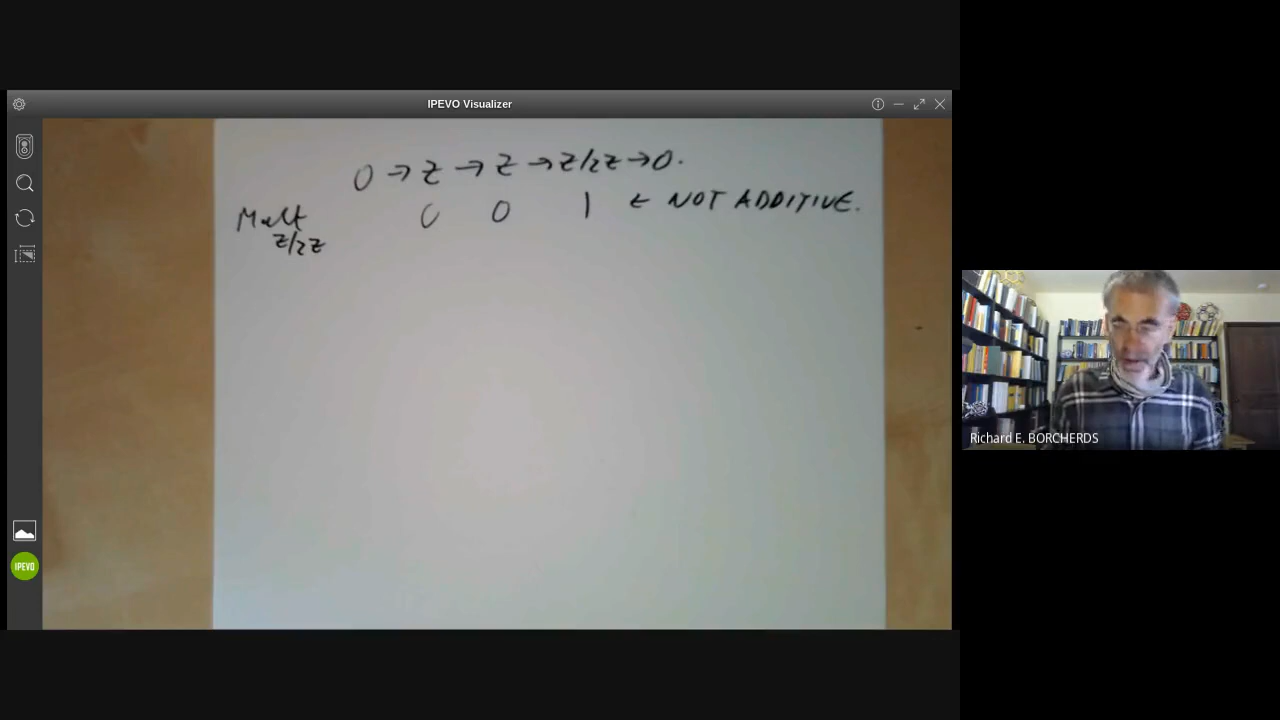 IPEVO Visualizer
0 → Z → Z → Z/2Z → 0.
Mult 0 0 1 ← NOT ADDITIVE.
Z/2Z
Richard E. BORCHERDS
IPEVO